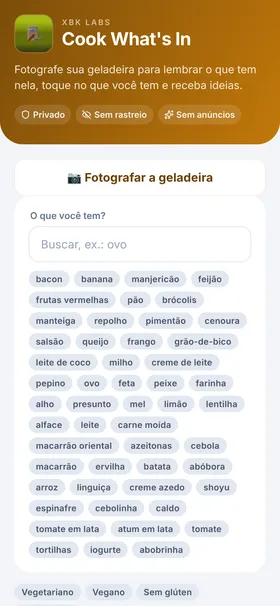 XBK LABS
Cook What's In
Fotografe sua geladeira para lembrar o que tem
nela, toque no que você tem e receba ideias.
Privado Sem rastreio Sem anúncios
📷 Fotografar a geladeira
O que você tem?
Buscar, ex.: ovo
bacon banana manjericão feijão
frutas vermelhas pão brócolis
manteiga repolho pimentão cenoura
salsão queijo frango grão-de-bico
leite de coco milho creme de leite
pepino ovo feta peixe farinha
alho presunto mel limão lentilha
alface leite carne moída
macarrão oriental azeitonas cebola
macarrão ervilha batata abóbora
arroz linguiça creme azedo shoyu
espinafre cebolinha caldo
tomate em lata atum em lata tomate
tortilhas iogurte abobrinha
Vegetariano Vegano Sem glúten